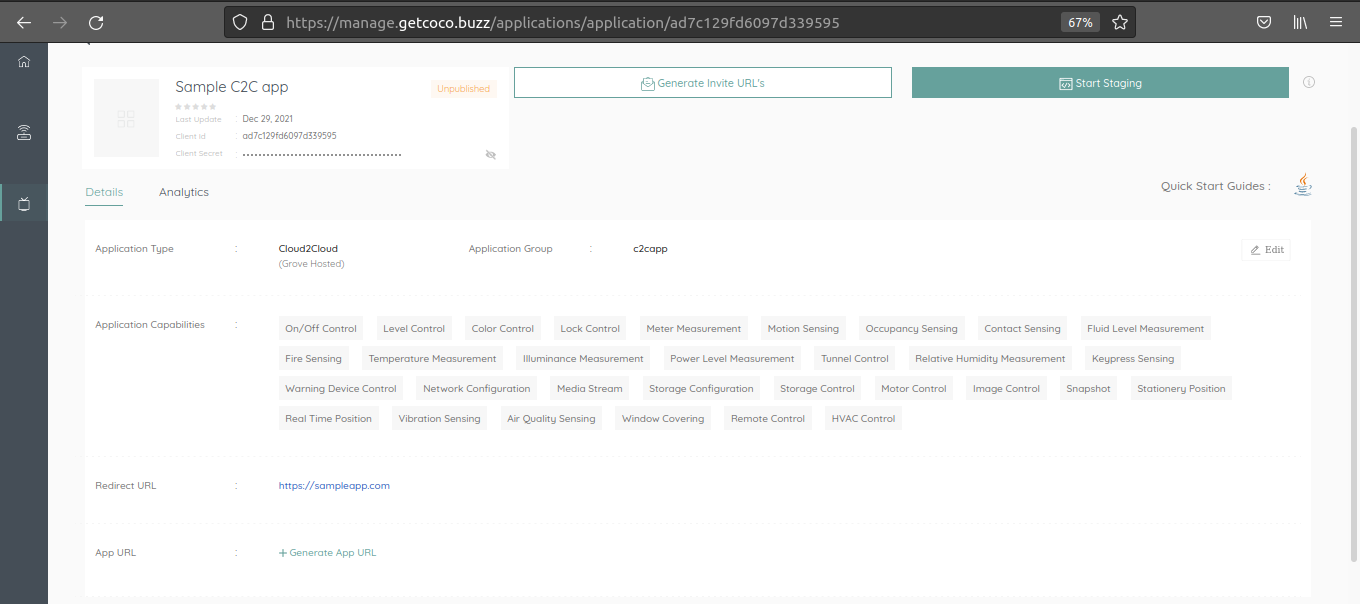 https://manage.getcoco.buzz/applications/application/ad7c129fd6097d339595 67%
Sample C2C app Unpublished Generate Invite URL's Start Staging
Last Update : Dec 29, 2021
Client Id : ad7c129fd6097d339595
Client Secret : ••••••••••••••••••••••••••••••••••••••••
Details Analytics Quick Start Guides :
Application Type : Cloud2Cloud Application Group : c2capp Edit
(Grove Hosted)
Application Capabilities : On/Off Control Level Control Color Control Lock Control Meter Measurement Motion Sensing Occupancy Sensing Contact Sensing Fluid Level Measurement
Fire Sensing Temperature Measurement Illuminance Measurement Power Level Measurement Tunnel Control Relative Humidity Measurement Keypress Sensing
Warning Device Control Network Configuration Media Stream Storage Configuration Storage Control Motor Control Image Control Snapshot Stationery Position
Real Time Position Vibration Sensing Air Quality Sensing Window Covering Remote Control HVAC Control
Redirect URL : https://sampleapp.com
App URL : + Generate App URL